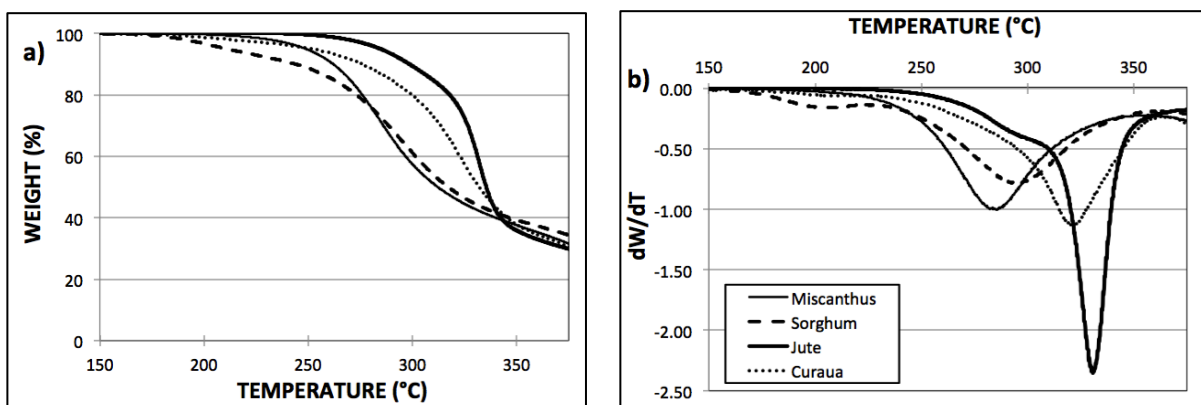 a)
100
80
60
40
20
0
WEIGHT (%)
150 200 250 300 350
TEMPERATURE (°C)
TEMPERATURE (°C)
b)
150 200 250 300 350
0.00
-0.50
-1.00
-1.50
-2.00
-2.50
dW/dT
Miscanthus
Sorghum
Jute
Curaua